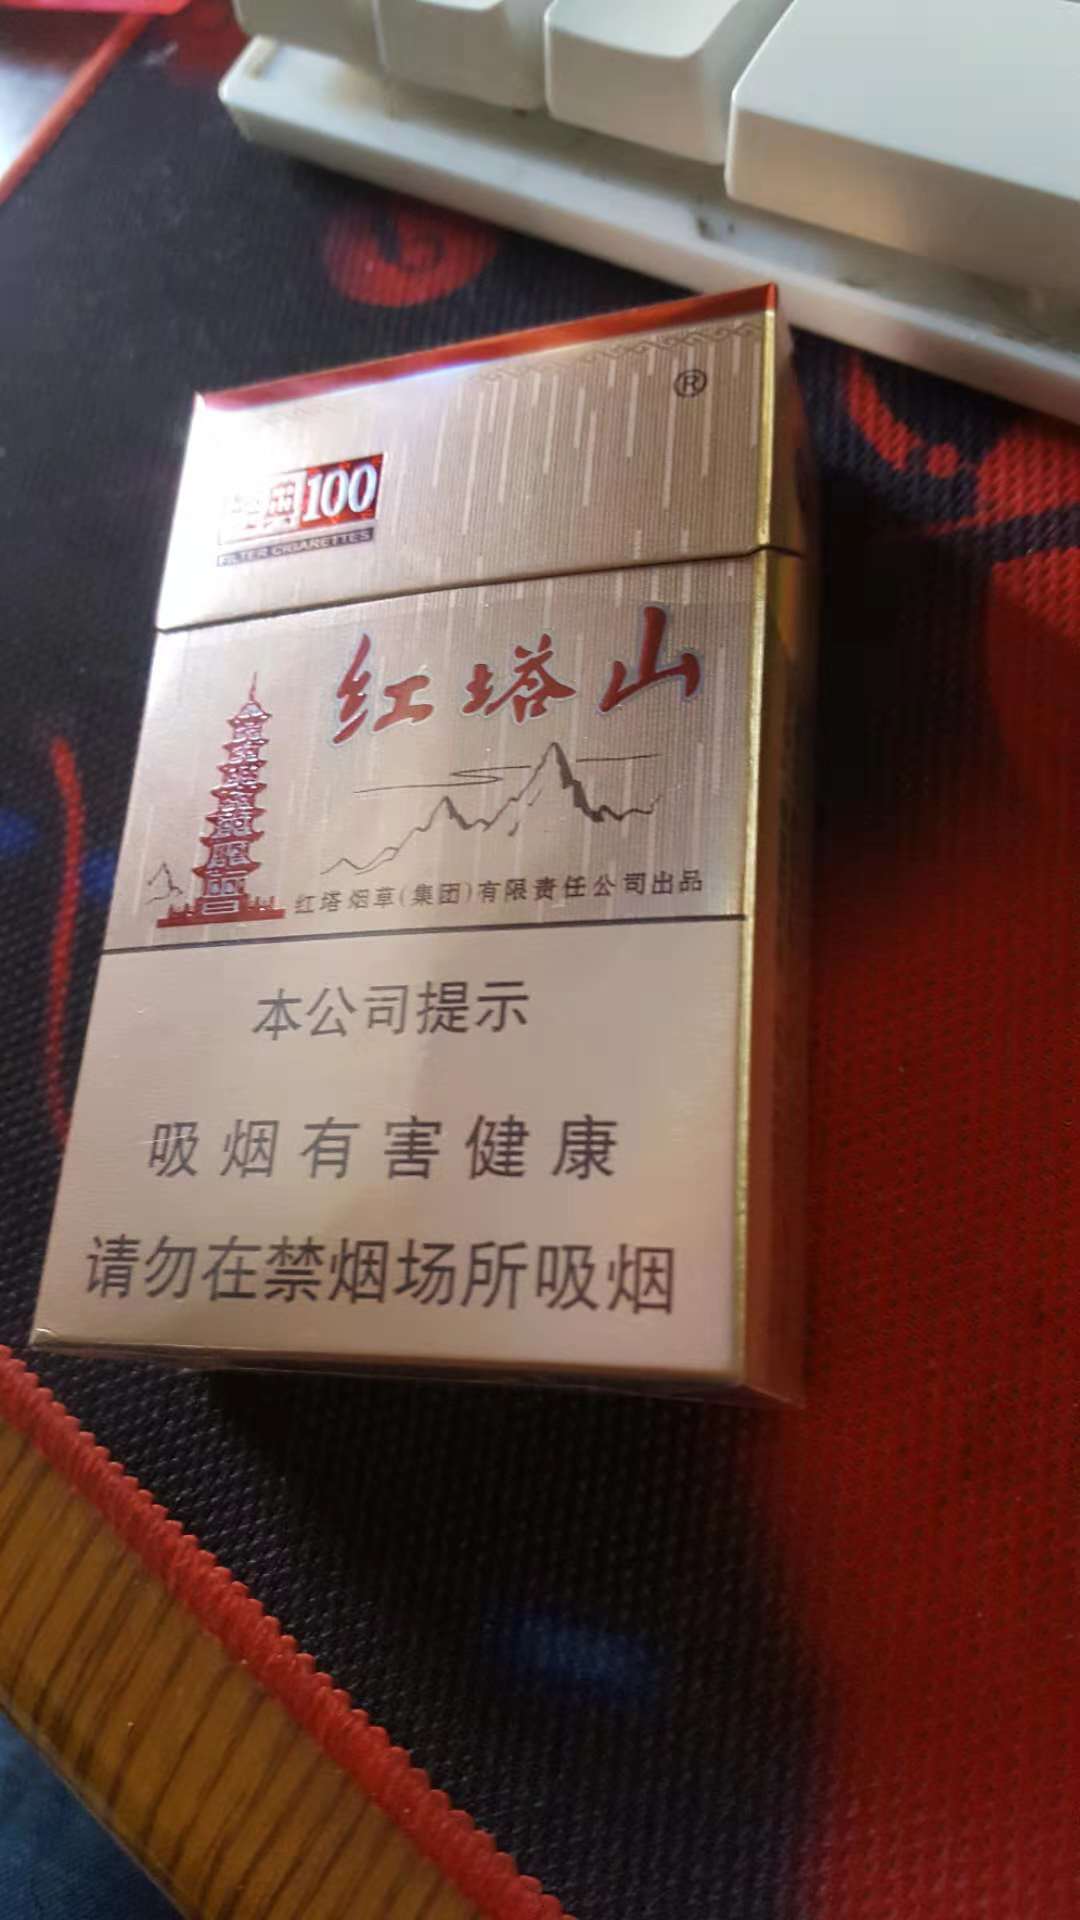 ®
经典100
FILTER CIGARETTES
红塔山
红塔烟草(集团)有限责任公司出品
本公司提示
吸烟有害健康
请勿在禁烟场所吸烟